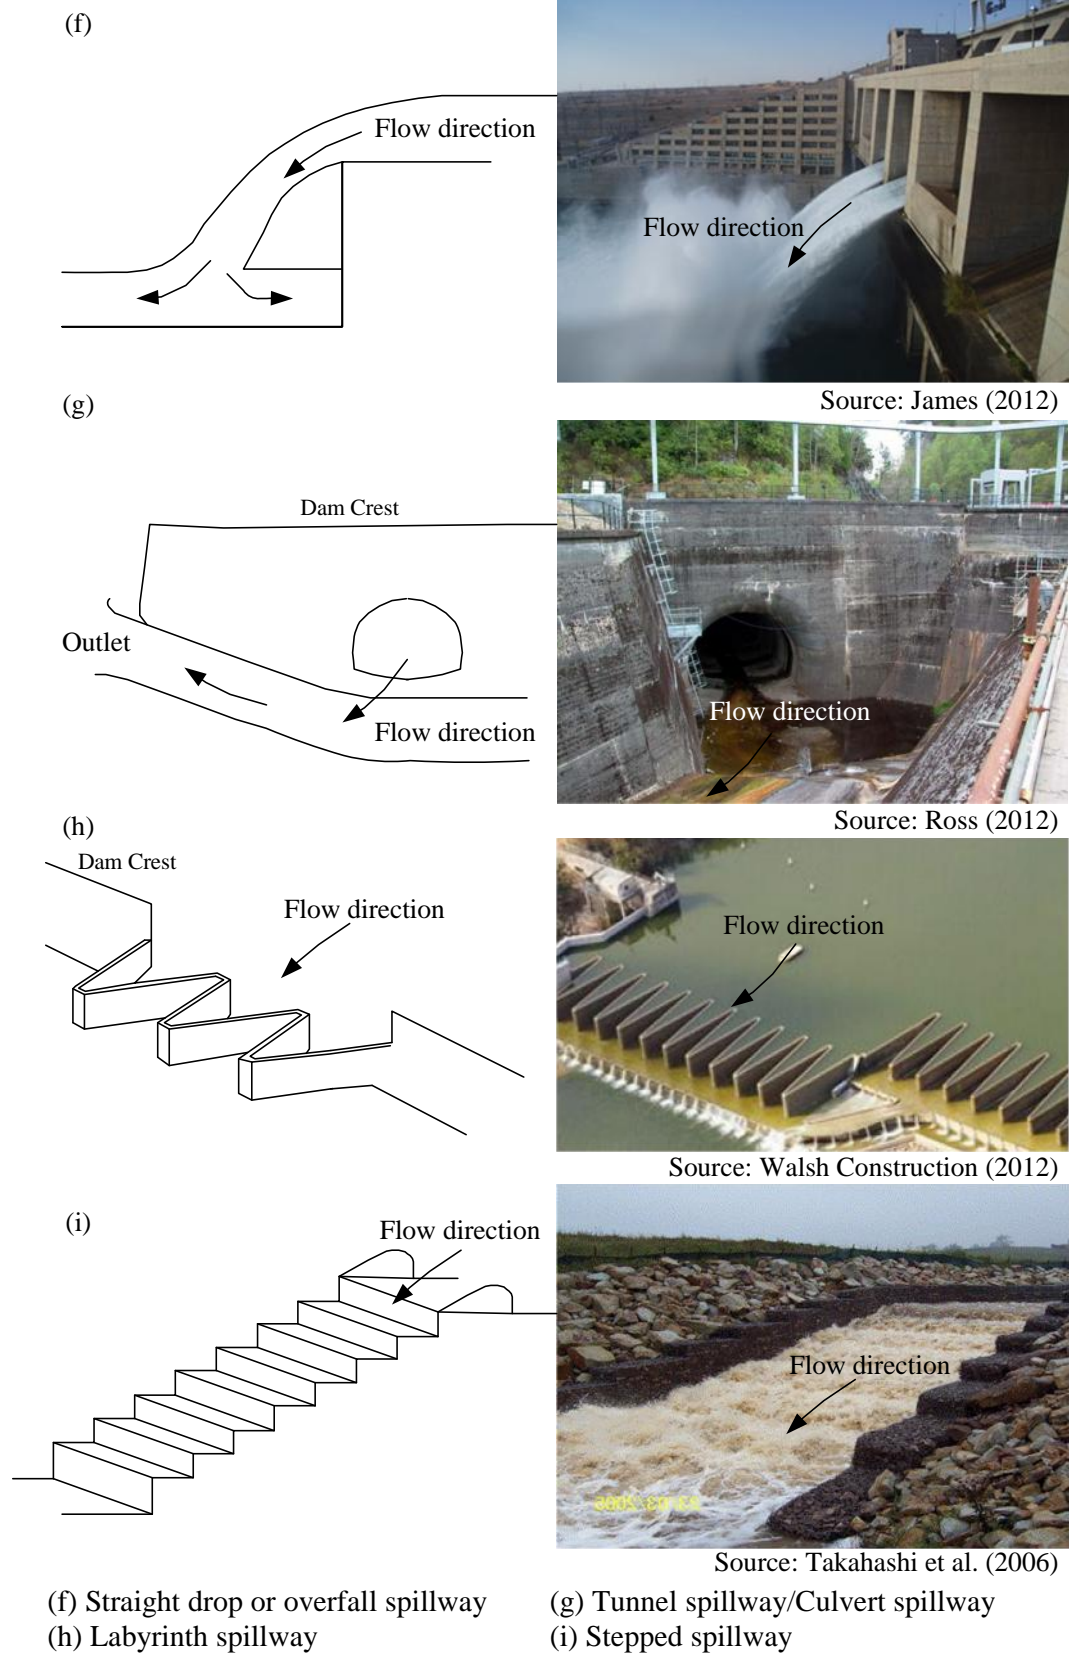 (f)
Flow direction
Flow direction
Source: James (2012)
(g)
Dam Crest
Outlet
Flow direction
Flow direction
Source: Ross (2012)
(h)
Dam Crest
Flow direction
Flow direction
Source: Walsh Construction (2012)
(i)
Flow direction
Flow direction
Source: Takahashi et al. (2006)
(f) Straight drop or overfall spillway
(g) Tunnel spillway/Culvert spillway
(h) Labyrinth spillway
(i) Stepped spillway